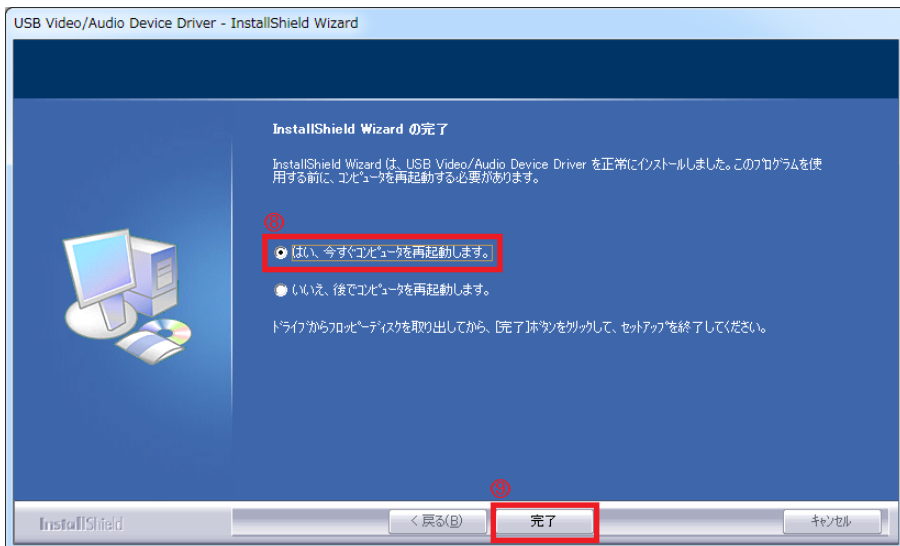 USB Video/Audio Device Driver - InstallShield Wizard
InstallShield Wizard の完了
InstallShield Wizard は、USB Video/Audio Device Driver を正常にインストールしました。このプログラムを使
用する前に、コンピュータを再起動する必要があります。
⑧
はい、今すぐコンピュータを再起動します。
いいえ、後でコンピュータを再起動します。
ドライブからフロッピーディスクを取り出してから、[完了]ボタンをクリックして、セットアップを終了してください。
⑨
InstallShield
< 戻る(B)
完了
キャンセル